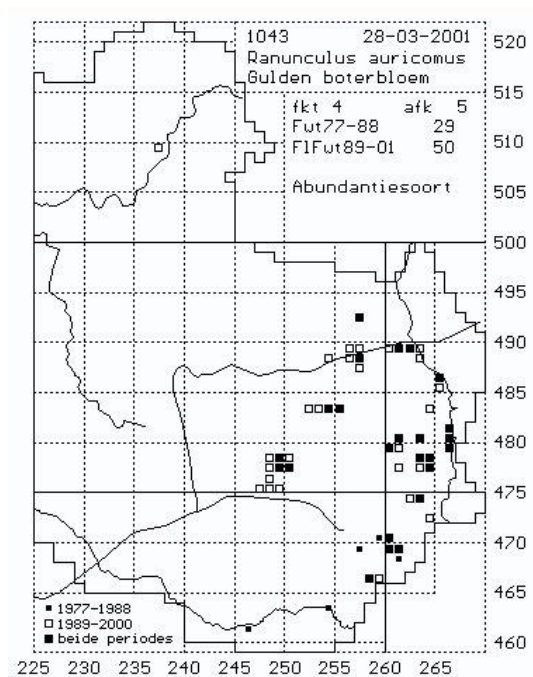 1043 28-03-2001
Ranunculus auricomus
Gulden boterbloem
fkt 4 afk 5
Fwt77-88 29
FlFwt89-01 50
Abundantiesoort
520
515
510
505
500
495
490
485
480
475
470
465
460
1977-1988
1989-2000
beide periodes
225 230 235 240 245 250 255 260 265